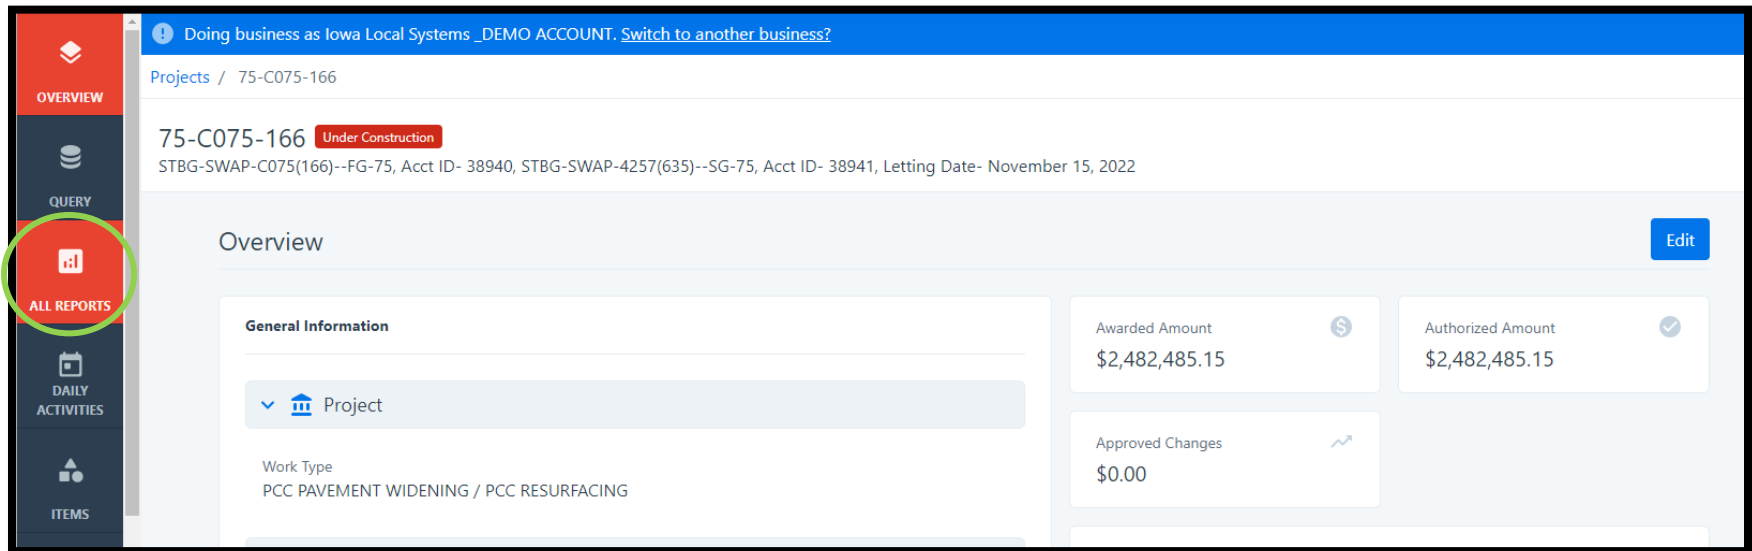 Doing business as Iowa Local Systems _DEMO ACCOUNT. Switch to another business?
Projects / 75-C075-166
75-C075-166 Under Construction
STBG-SWAP-C075(166)--FG-75, Acct ID- 38940, STBG-SWAP-4257(635)--SG-75, Acct ID- 38941, Letting Date- November 15, 2022
OVERVIEW
QUERY
ALL REPORTS
DAILY
ACTIVITIES
ITEMS
Overview
Edit
General Information
Project
Work Type
PCC PAVEMENT WIDENING / PCC RESURFACING
Awarded Amount
$2,482,485.15
Authorized Amount
$2,482,485.15
Approved Changes
$0.00